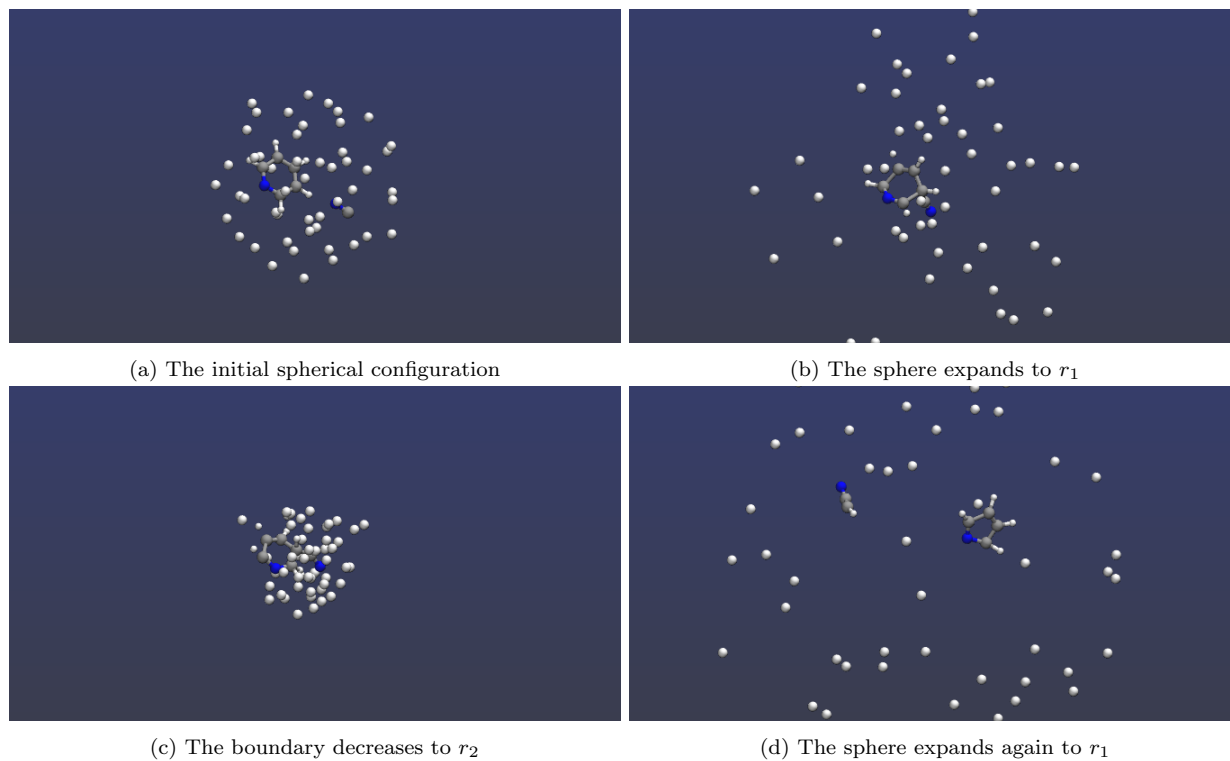 (a) The initial spherical configuration
(b) The sphere expands to r₁
(c) The boundary decreases to r₂
(d) The sphere expands again to r₁